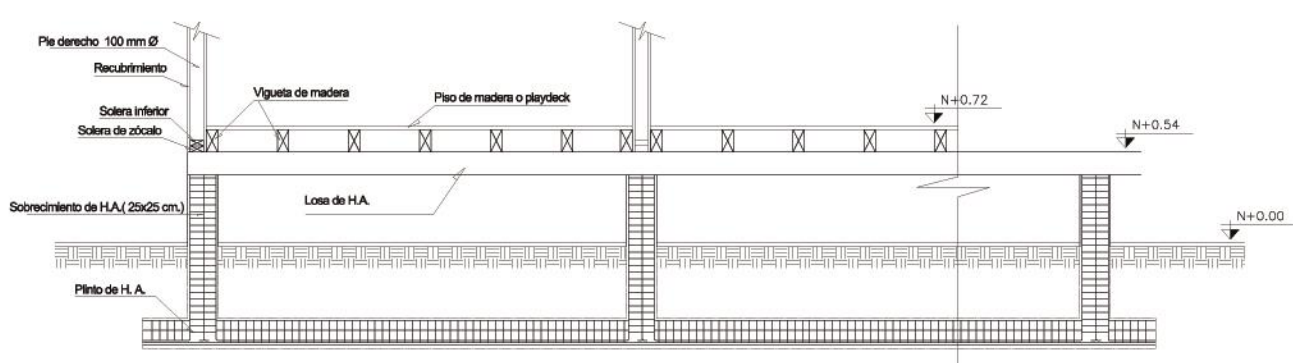 Pie derecho 100 mm Ø
Recubrimiento
Solera inferior
Solera de zócalo
Vigueta de madera
Piso de madera o playdeck
N+0.72
N+0.54
Sobrecimiento de H.A.( 25x25 cm.)
Losa de H.A.
N+0.00
Plinto de H. A.